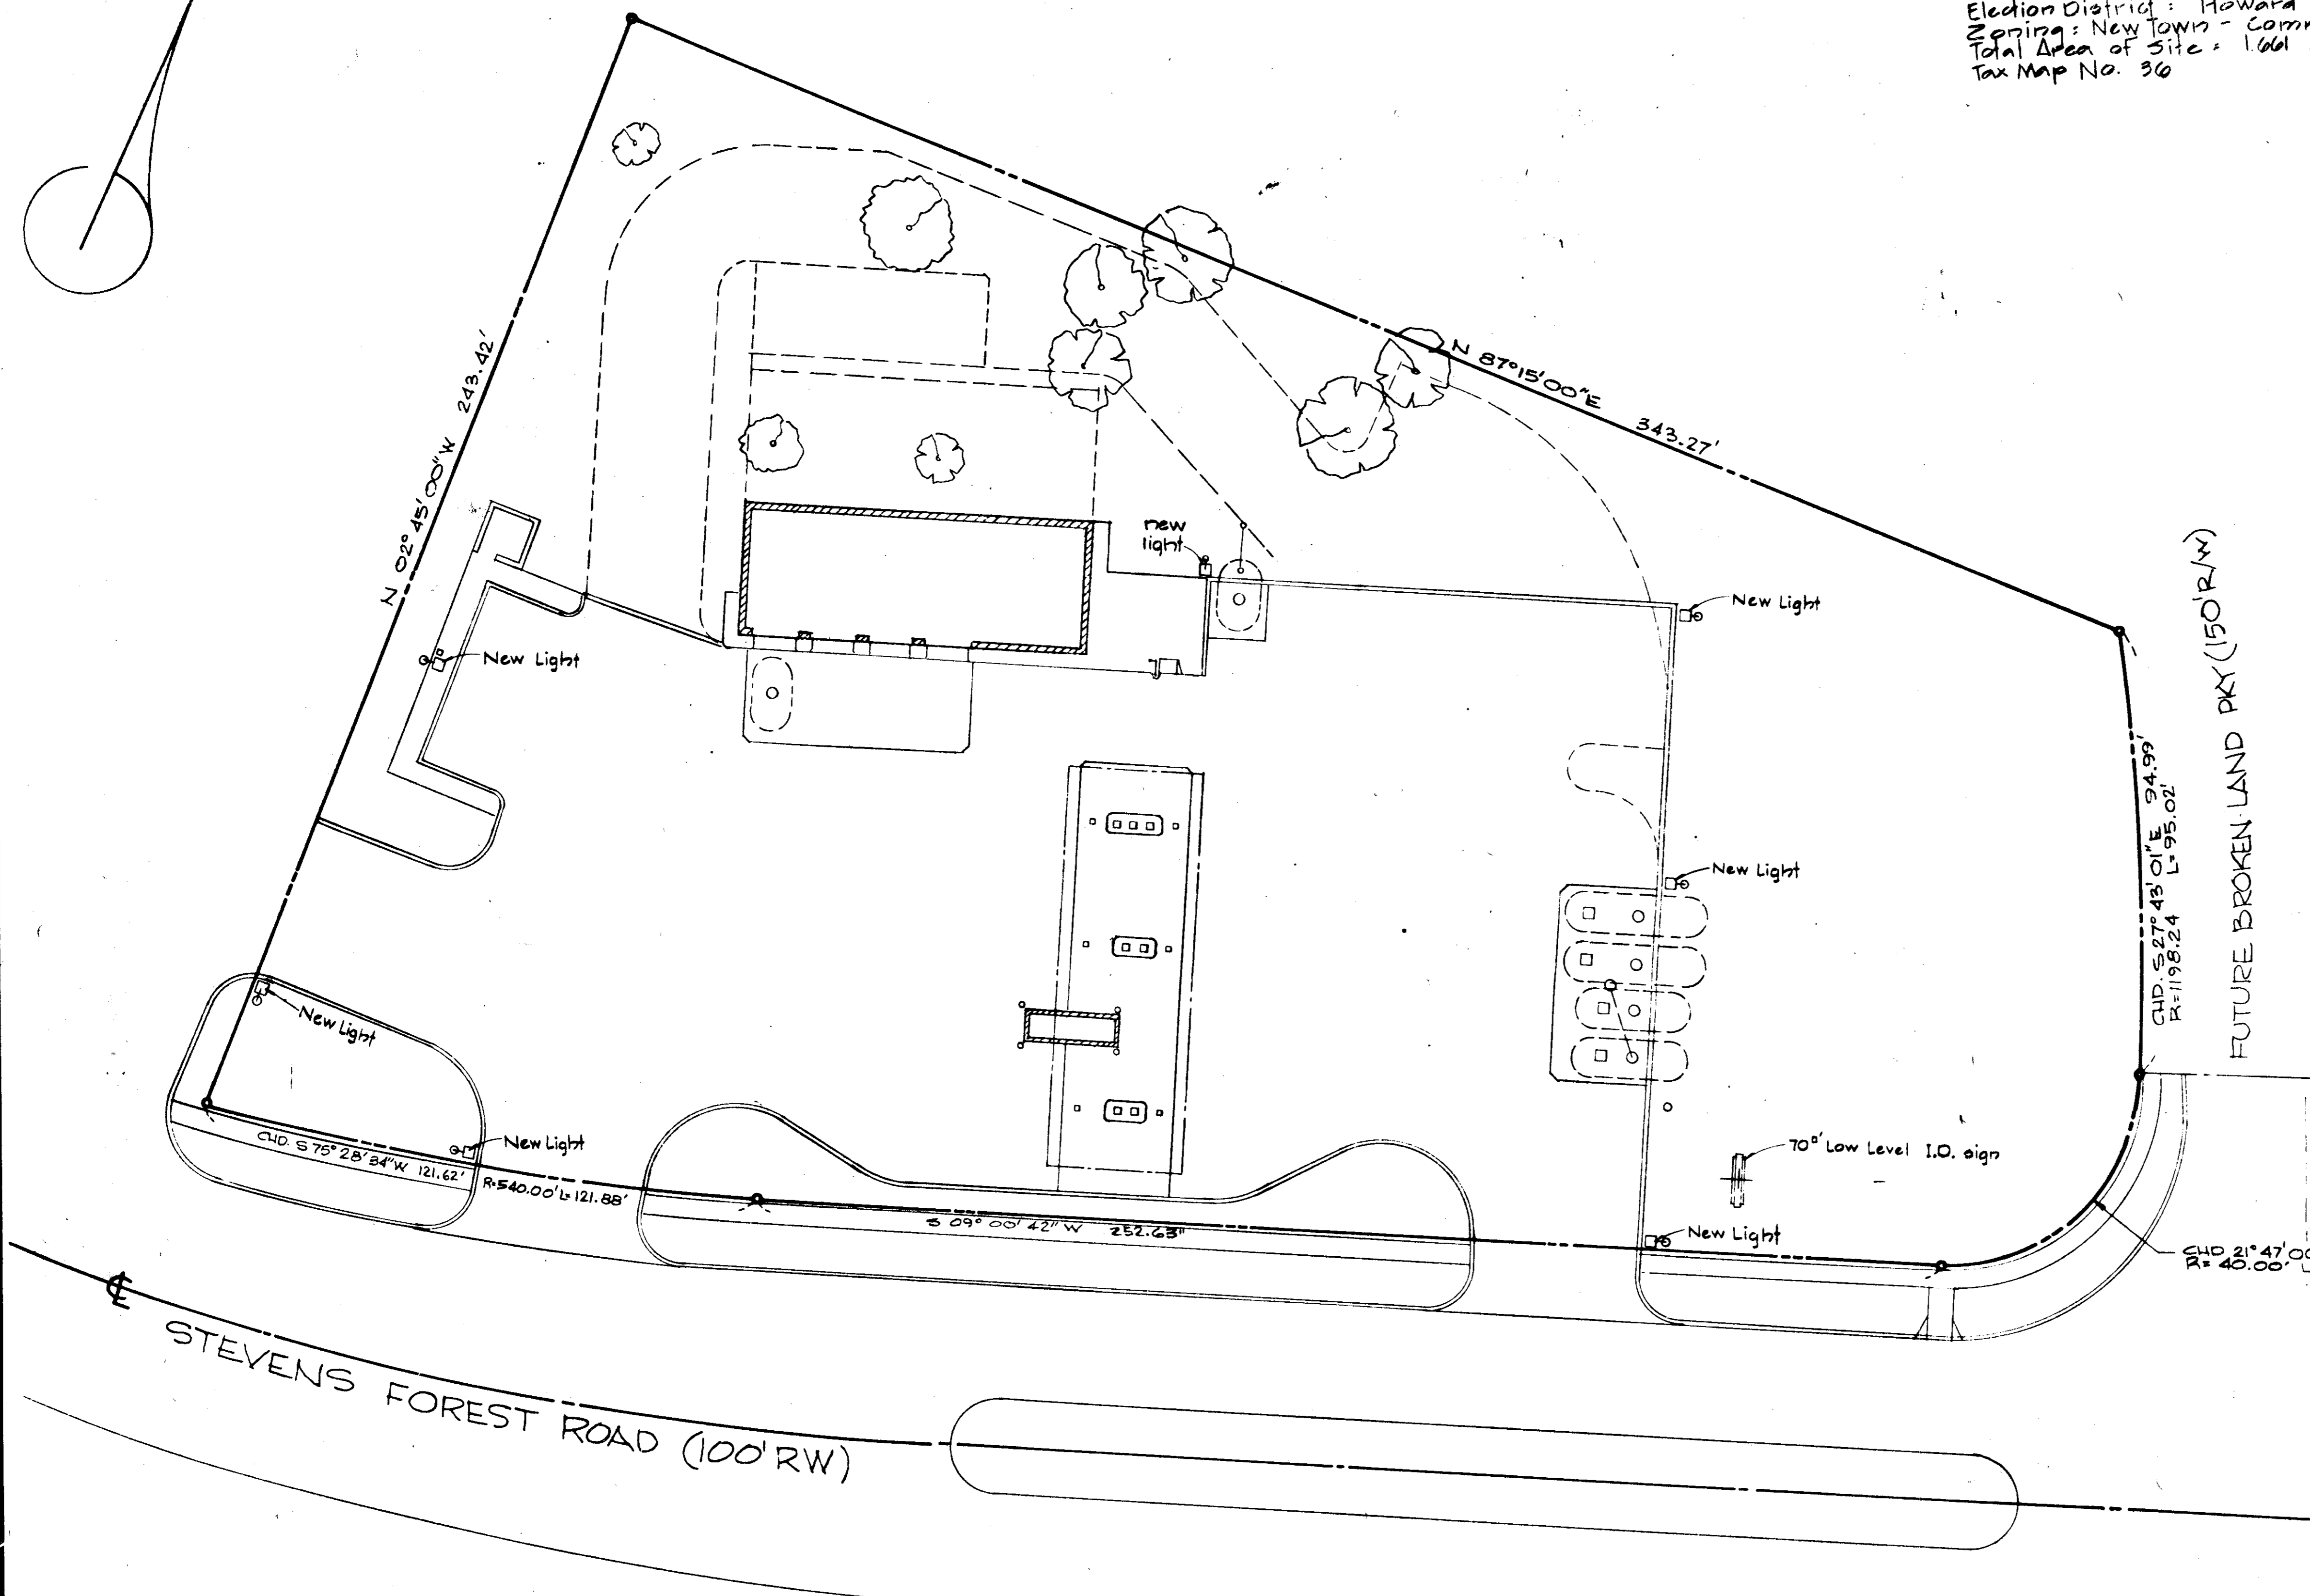 Election District : Howard
Zoning: New Town - Comm
Total Area of Site = 1.661
Tax Map No. 36
N 02° 45' 00" W 243.42'
N 87°15'00"E 343.27'
new
light
New Light
New Light
New Light
New Light
New Light
New Light
CHD. S 27° 43' 01" E 94.99'
R=1198.24 L=95.02'
FUTURE BROKEN LAND PKY (150'R/W)
70°' Low Level I.D. sign
CHD. S 75° 28' 34" W 121.62'
R=540.00' L=121.88'
S 09° 00' 42" W 252.63"
CHD 21° 47' 00
R= 40.00' L
℄
STEVENS FOREST ROAD (100'RW)